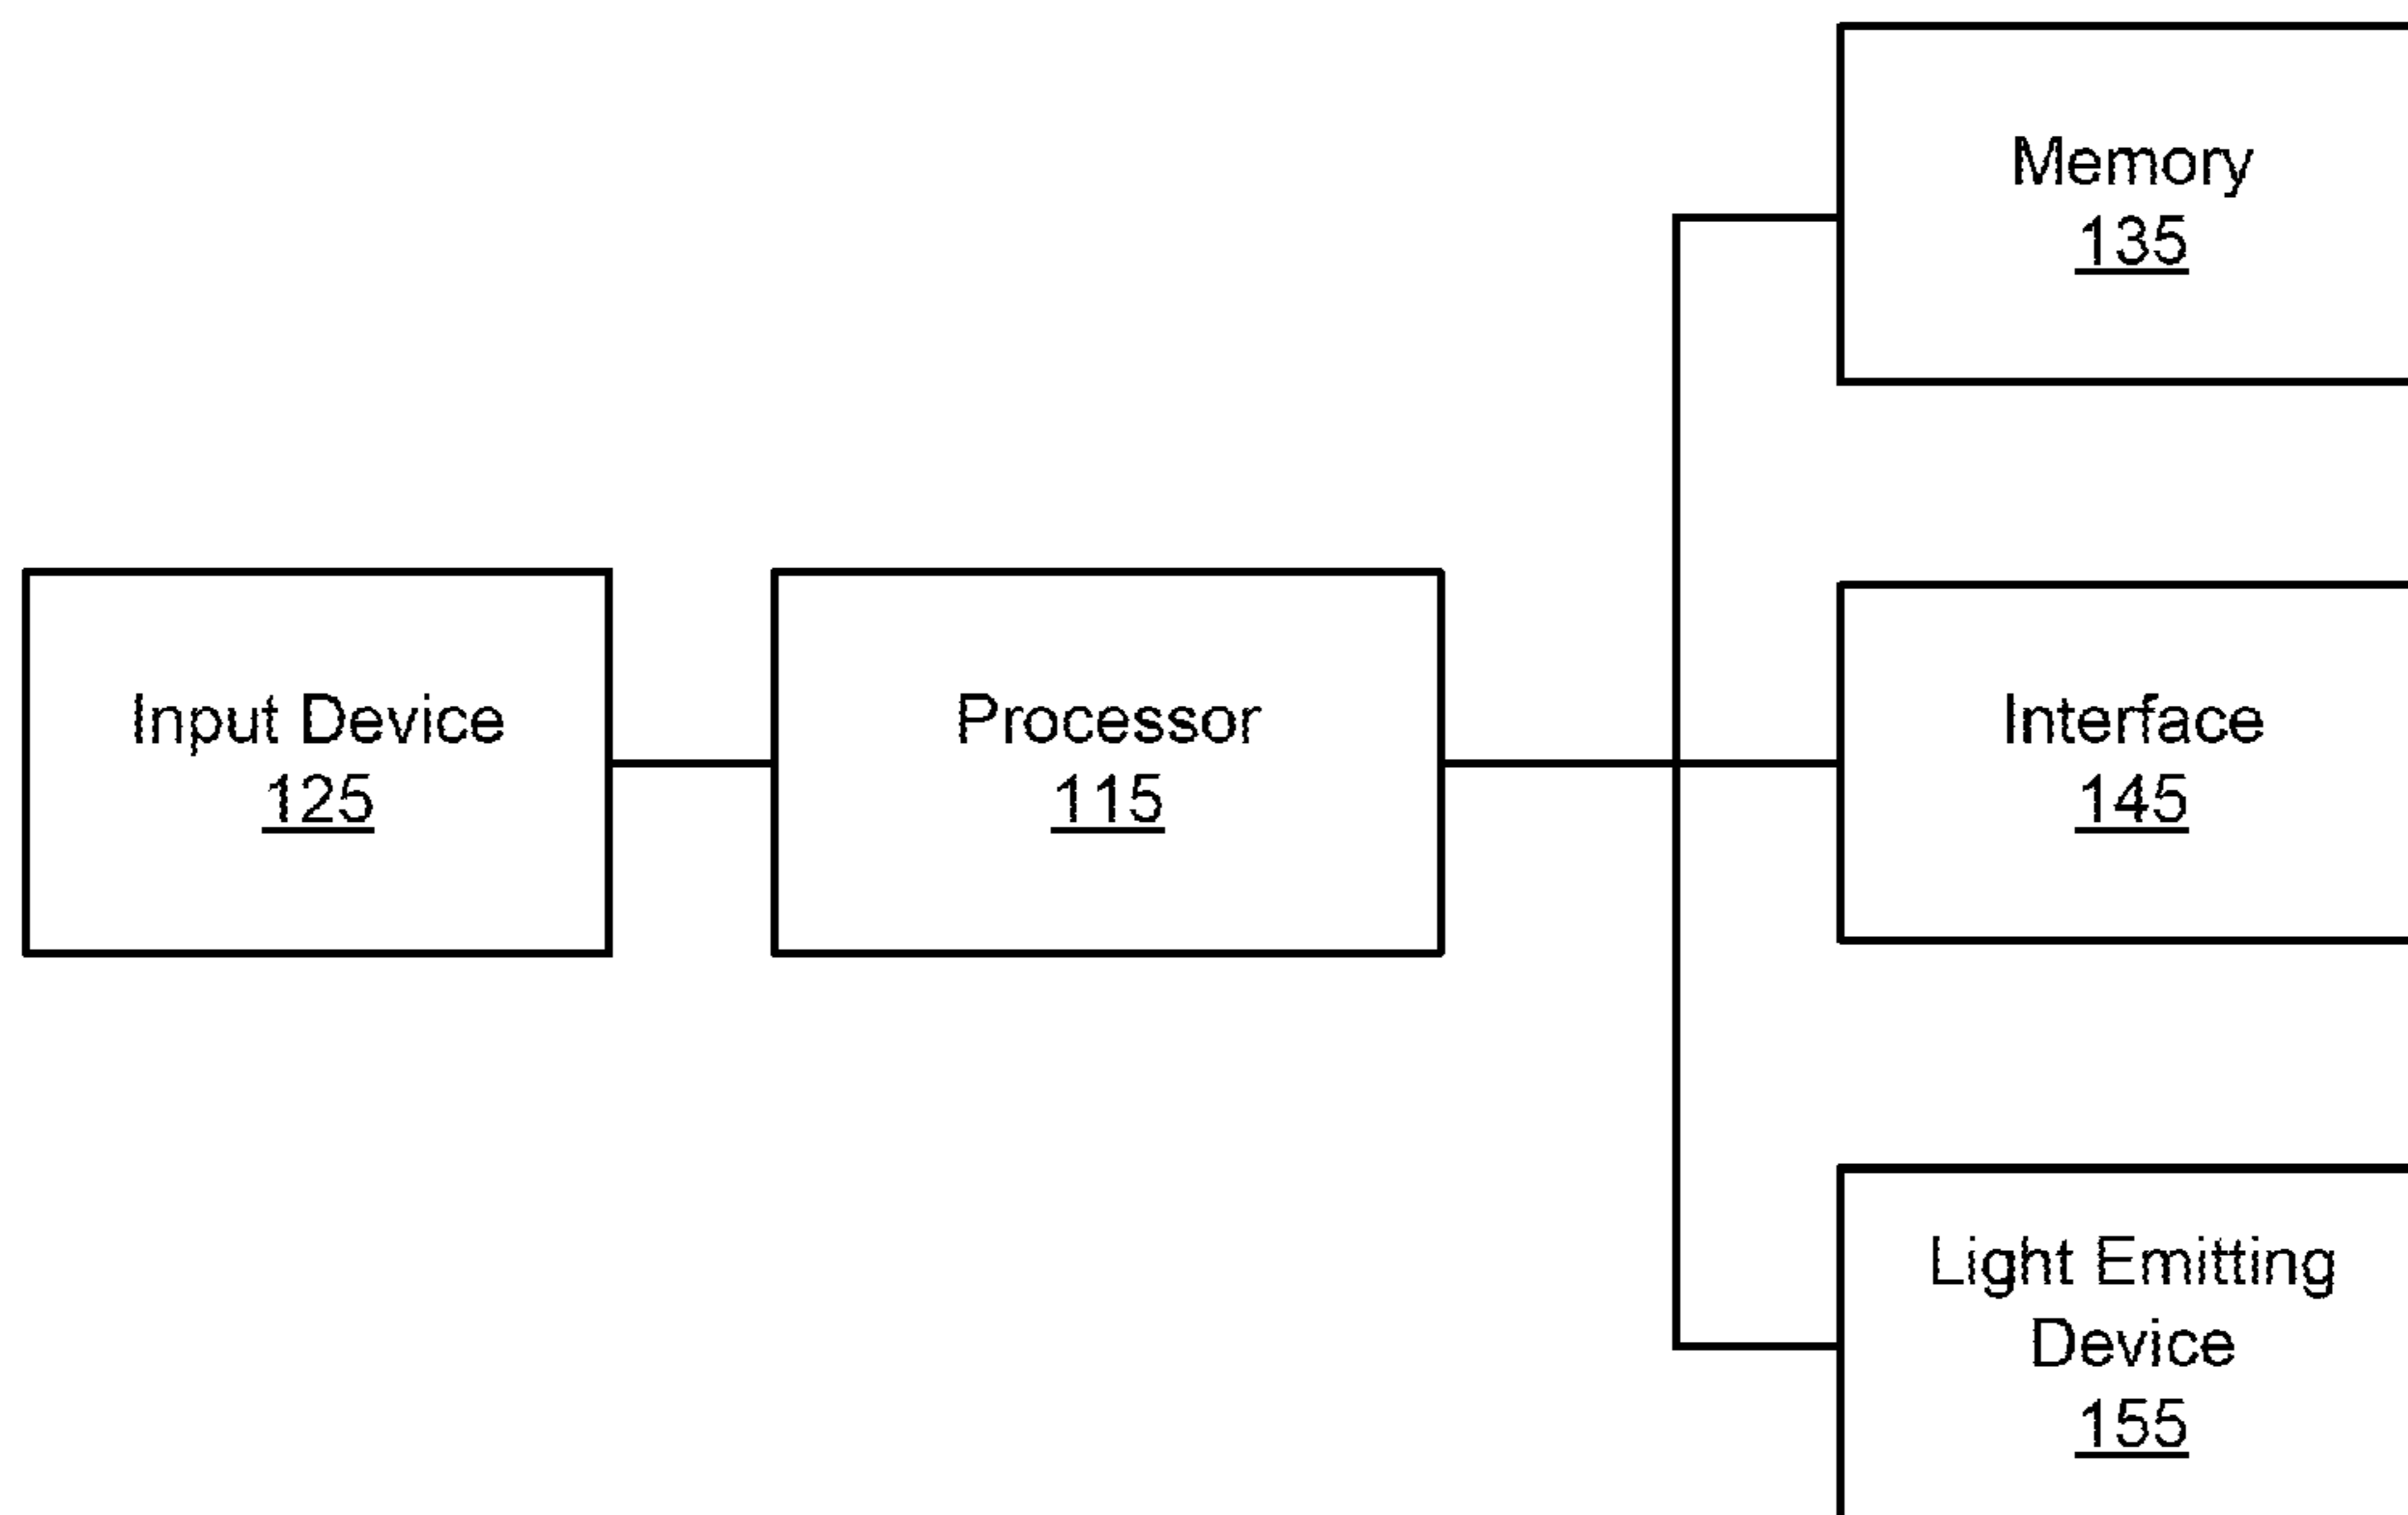 Memory
135
Input Device
125
Processor
115
Interface
145
Light Emitting
Device
155